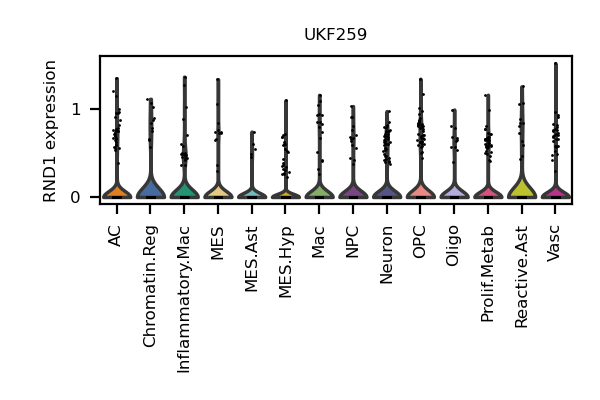 UKF259
RND1 expression
1
0
AC
Chromatin.Reg
Inflammatory.Mac
MES
MES.Ast
MES.Hyp
Mac
NPC
Neuron
OPC
Oligo
Prolif.Metab
Reactive.Ast
Vasc